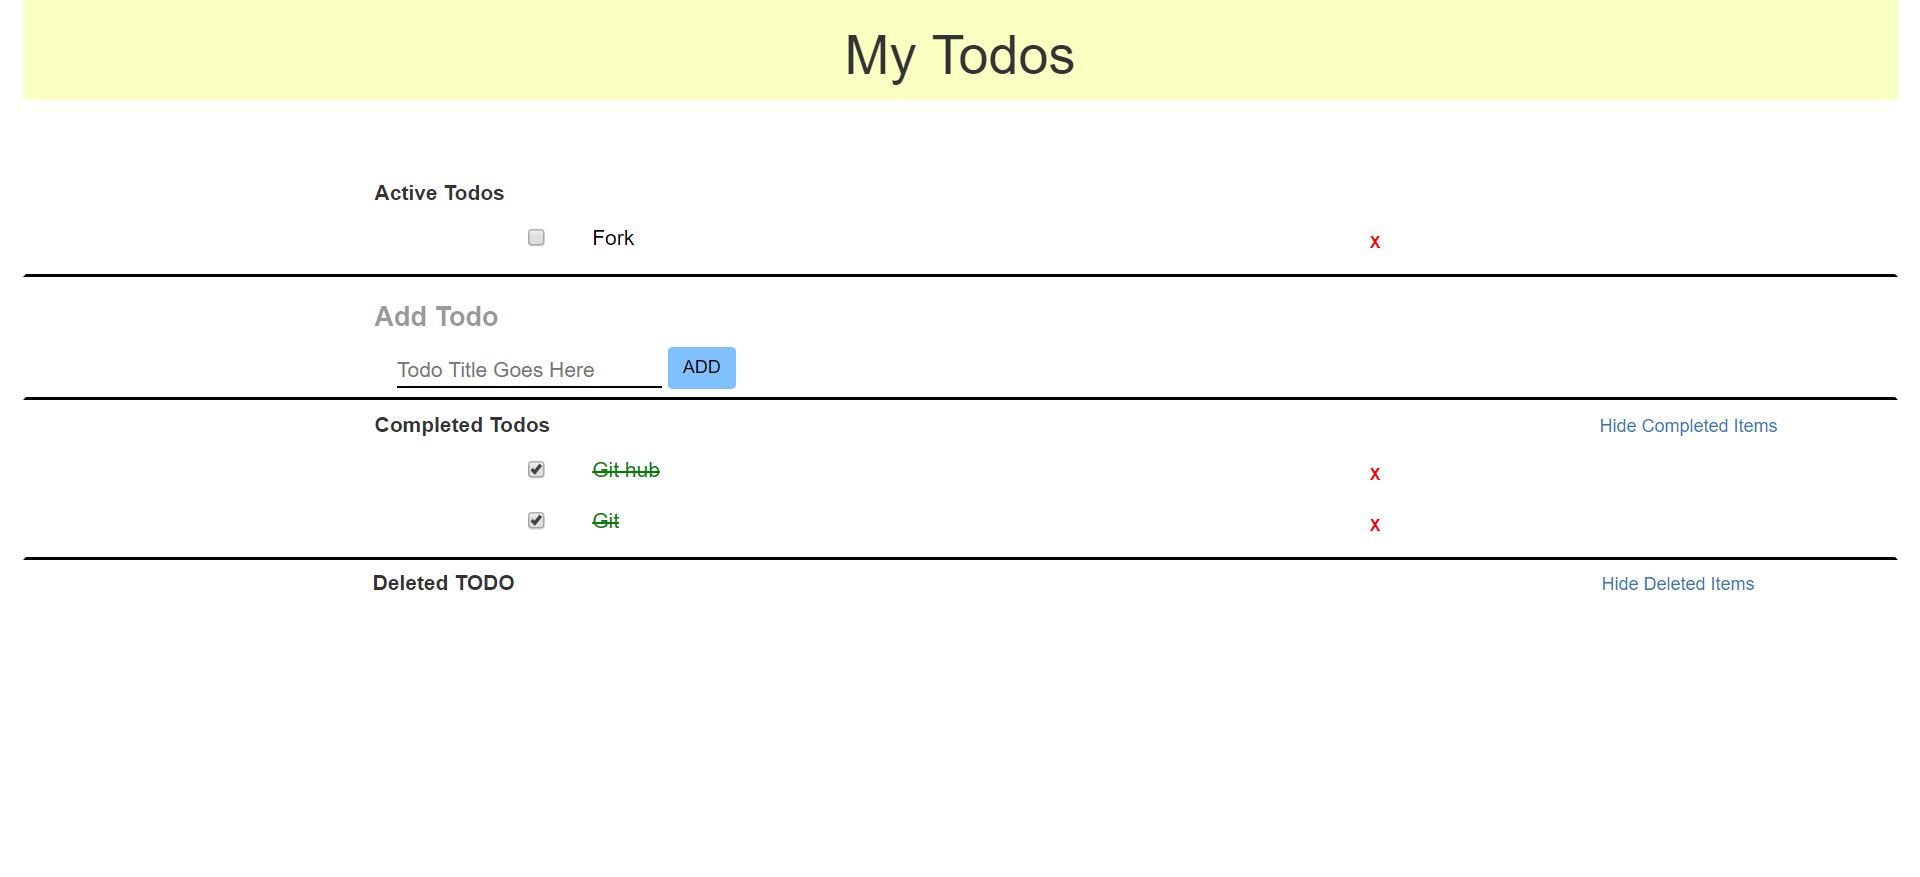 My Todos
Active Todos
Fork X
Add Todo
Todo Title Goes Here ADD
Completed Todos Hide Completed Items
Git hub X
Git X
Deleted TODO Hide Deleted Items